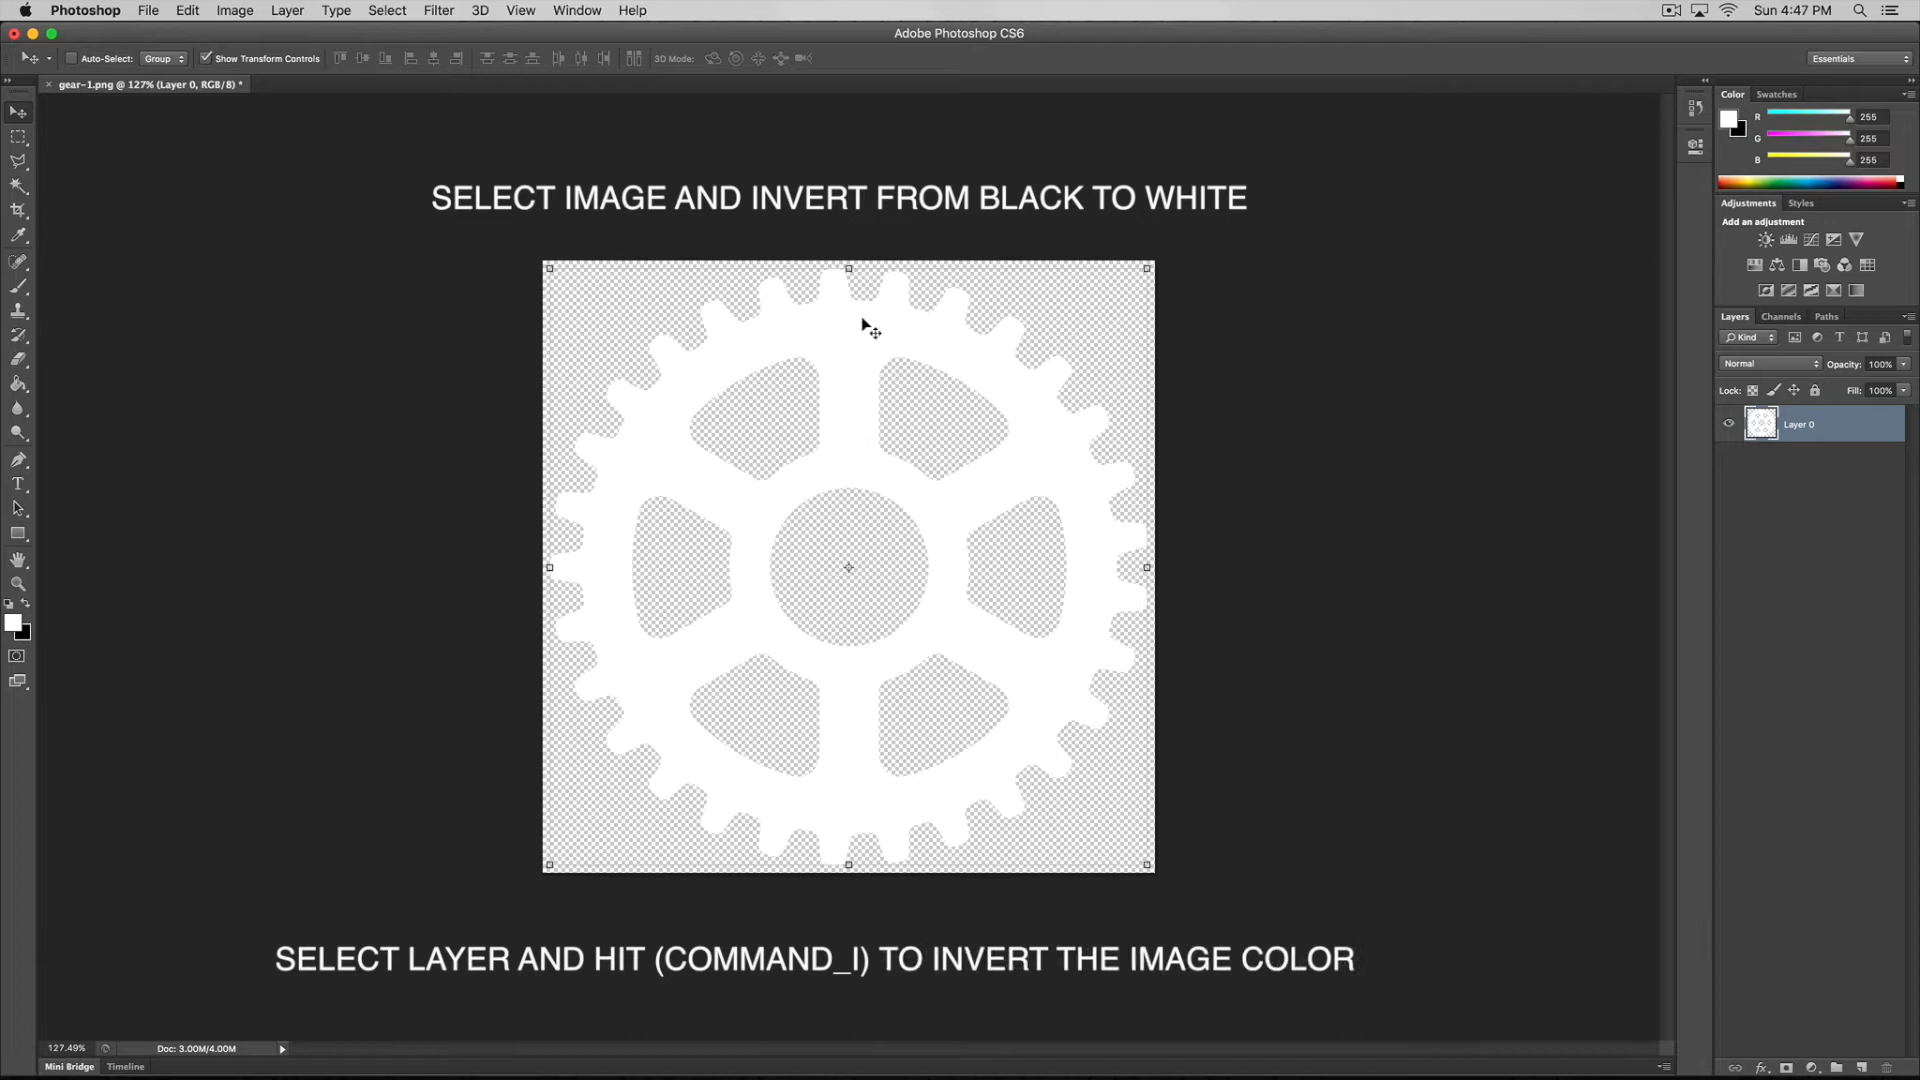 Photoshop File Edit Image Layer Type Select Filter 3D View Window Help Sun 4:47 PM
Adobe Photoshop CS6
Auto-Select: Group Show Transform Controls 3D Mode: Essentials
gear-1.png @ 127% (Layer 0, RGB/8) *
Color Swatches
R 255
G 255
B 255
SELECT IMAGE AND INVERT FROM BLACK TO WHITE
Adjustments Styles
Add an adjustment
Layers Channels Paths
Kind
Normal Opacity: 100%
Lock: Fill: 100%
Layer 0
SELECT LAYER AND HIT (COMMAND_I) TO INVERT THE IMAGE COLOR
127.49% Doc: 3.00M/4.00M
Mini Bridge Timeline